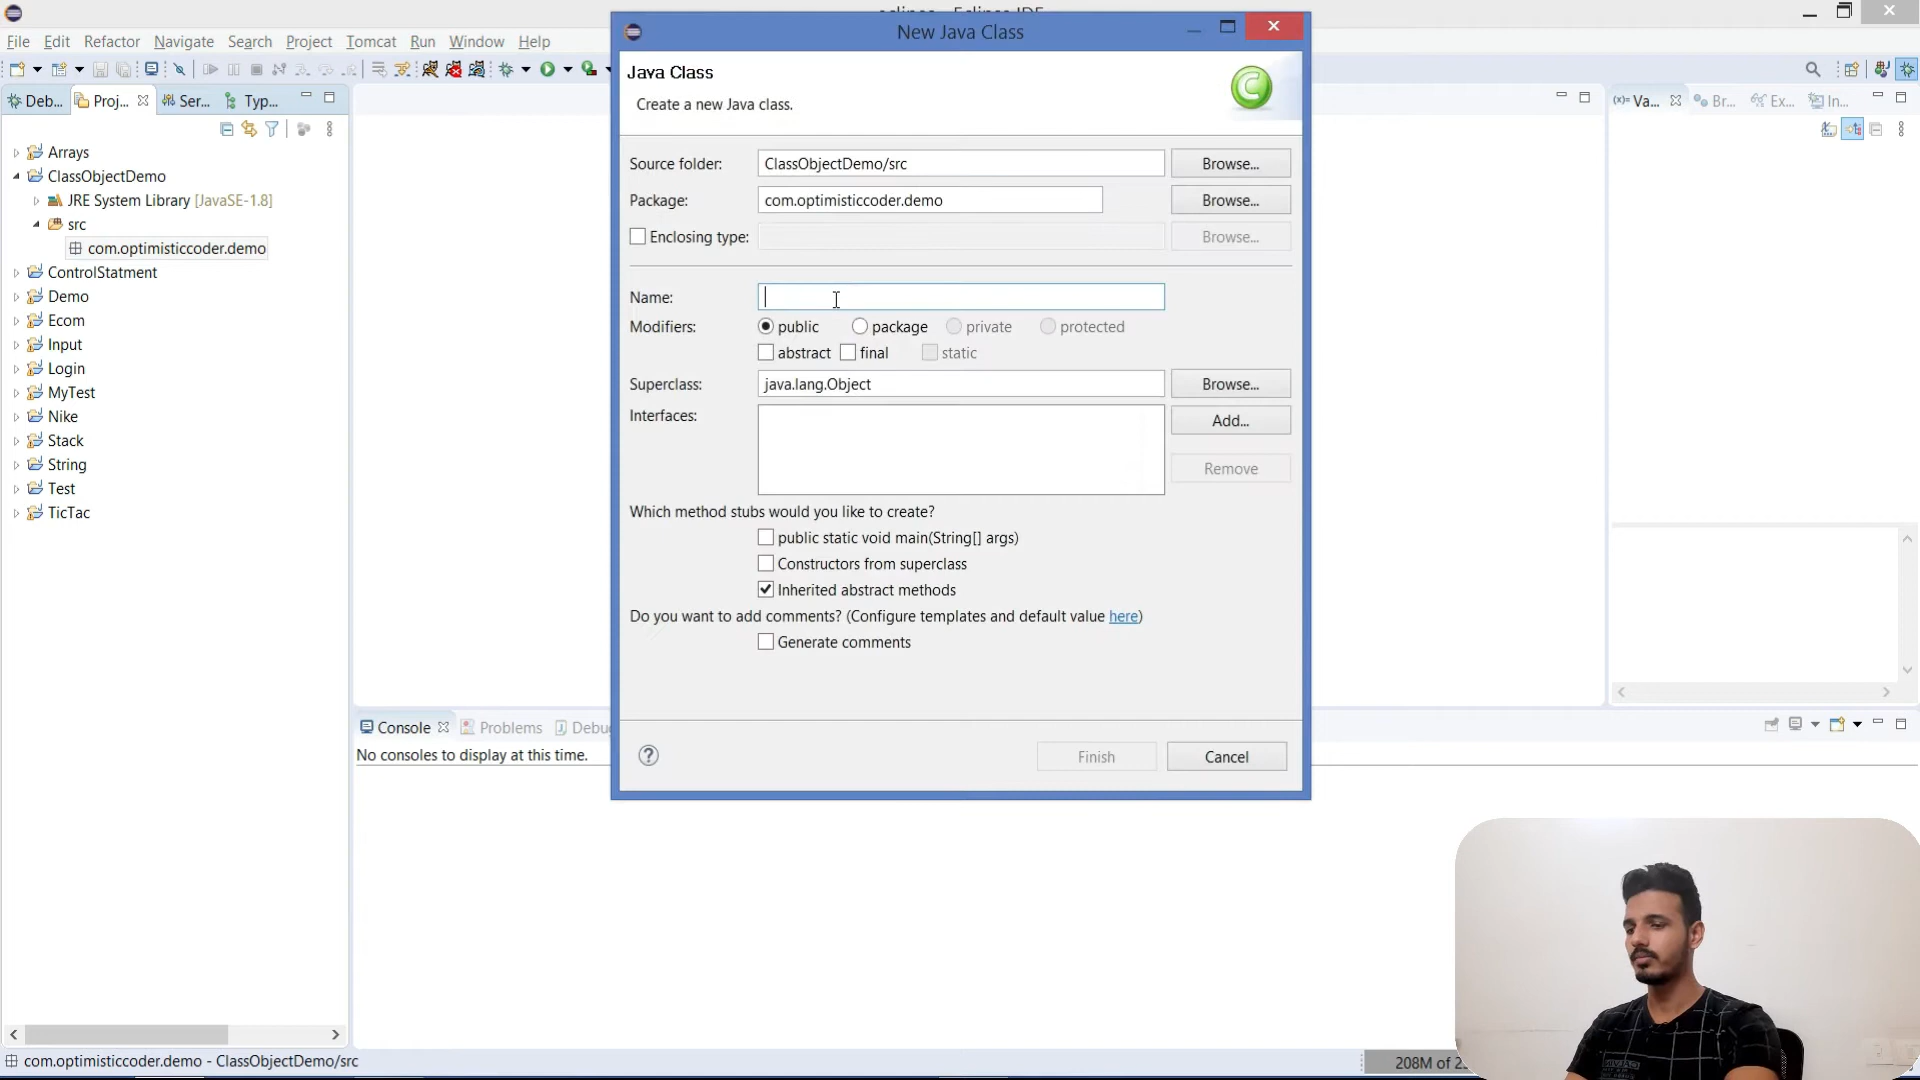 New Java Class
File Edit Refactor Navigate Search Project Tomcat Run Window Help
Deb... Proj... Ser... Typ...
Arrays
ClassObjectDemo
JRE System Library [JavaSE-1.8]
src
com.optimisticcoder.demo
ControlStatment
Demo
Ecom
Input
Login
MyTest
Nike
Stack
String
Test
TicTac
Java Class
Create a new Java class.
Source folder: ClassObjectDemo/src Browse...
Package: com.optimisticcoder.demo Browse...
Enclosing type: Browse...
Name:
Modifiers: public package private protected
abstract final static
Superclass: java.lang.Object Browse...
Interfaces: Add...
Remove
Which method stubs would you like to create?
public static void main(String[] args)
Constructors from superclass
Inherited abstract methods
Do you want to add comments? (Configure templates and default value here)
Generate comments
Finish Cancel
Va... Br... Ex... In...
Console Problems Debu
No consoles to display at this time.
com.optimisticcoder.demo - ClassObjectDemo/src
208M of